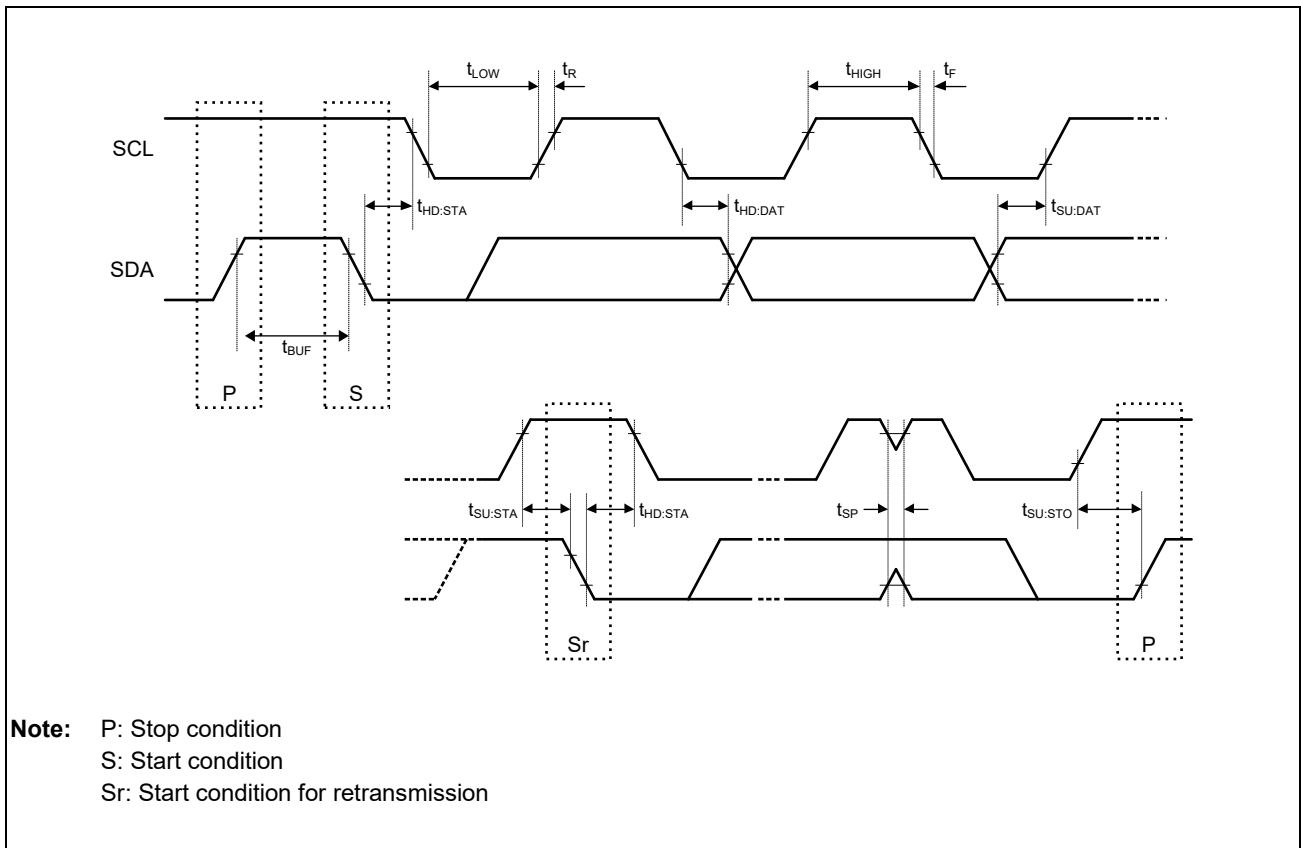 tLOW tR tHIGH tF
SCL
tHD:STA tHD:DAT tSU:DAT
SDA
tBUF
P S
tSU:STA tHD:STA tSP tSU:STO
Sr P
Note: P: Stop condition
S: Start condition
Sr: Start condition for retransmission